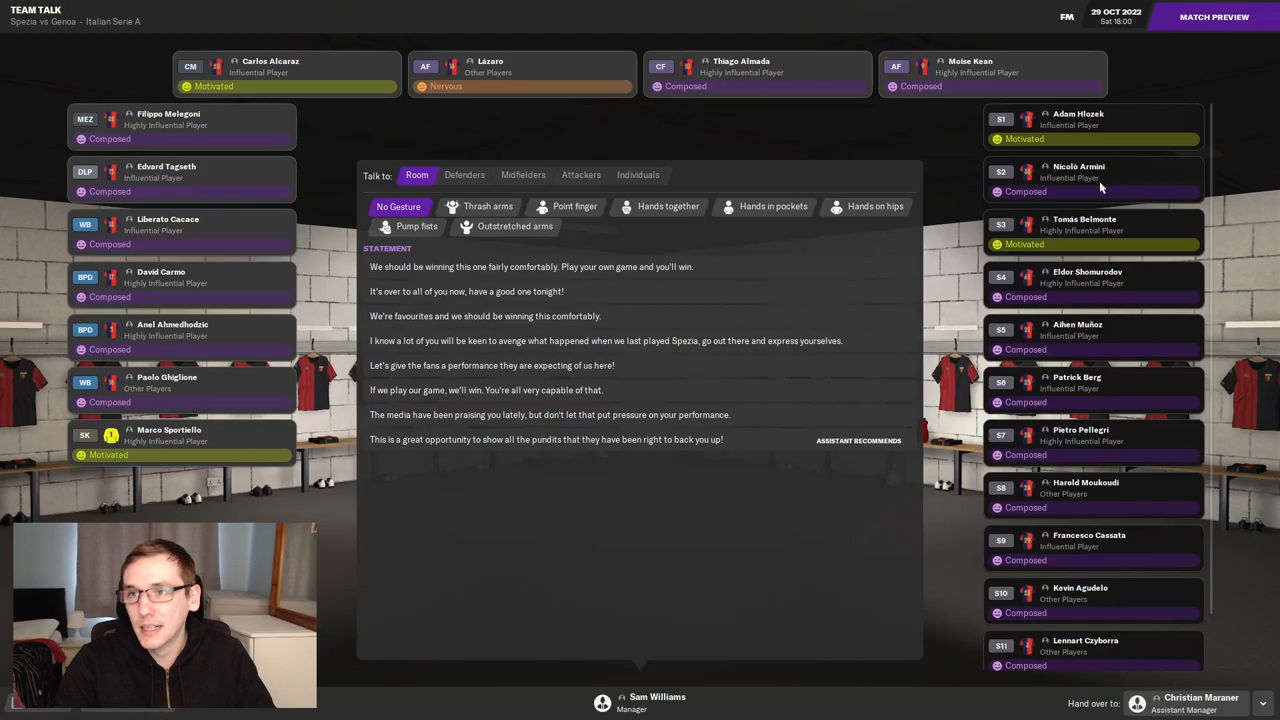 TEAM TALK
Spezia vs Genoa - Italian Serie A
FM
29 OCT 2022
Sat 18:00
MATCH PREVIEW
CM
Carlos Alcaraz
Influential Player
Motivated
AF
Lázaro
Other Players
Nervous
CF
Thiago Almada
Highly Influential Player
Composed
AF
Moise Kean
Highly Influential Player
Composed
MEZ
Filippo Melegoni
Highly Influential Player
Composed
DLP
Edvard Tagseth
Influential Player
Composed
WB
Liberato Cacace
Influential Player
Composed
BPD
David Carmo
Highly Influential Player
Composed
BPD
Anel Ahmedhodzic
Highly Influential Player
Composed
WB
Paolo Ghiglione
Other Players
Composed
SK
Marco Sportiello
Highly Influential Player
Motivated
Talk to:
Room
Defenders
Midfielders
Attackers
Individuals
No Gesture
Thrash arms
Point finger
Hands together
Hands in pockets
Hands on hips
Pump fists
Outstretched arms
STATEMENT
We should be winning this one fairly comfortably. Play your own game and you'll win.
It's over to all of you now, have a good one tonight!
We're favourites and we should be winning this comfortably.
I know a lot of you will be keen to avenge what happened when we last played Spezia, go out there and express yourselves.
Let's give the fans a performance they are expecting of us here!
If we play our game, we'll win. You're all very capable of that.
The media have been praising you lately, but don't let that put pressure on your performance.
This is a great opportunity to show all the pundits that they have been right to back you up!
ASSISTANT RECOMMENDS
S1
Adam Hlozek
Influential Player
Motivated
S2
Nicolò Armini
Influential Player
Composed
S3
Tomás Belmonte
Highly Influential Player
Motivated
S4
Eldor Shomurodov
Highly Influential Player
Composed
S5
Aihen Muñoz
Influential Player
Composed
S6
Patrick Berg
Influential Player
Composed
S7
Pietro Pellegri
Highly Influential Player
Composed
S8
Harold Moukoudi
Other Players
Composed
S9
Francesco Cassata
Influential Player
Composed
S10
Kevin Agudelo
Other Players
Composed
S11
Lennart Czyborra
Other Players
Composed
Sam Williams
Manager
Hand over to:
Christian Maraner
Assistant Manager